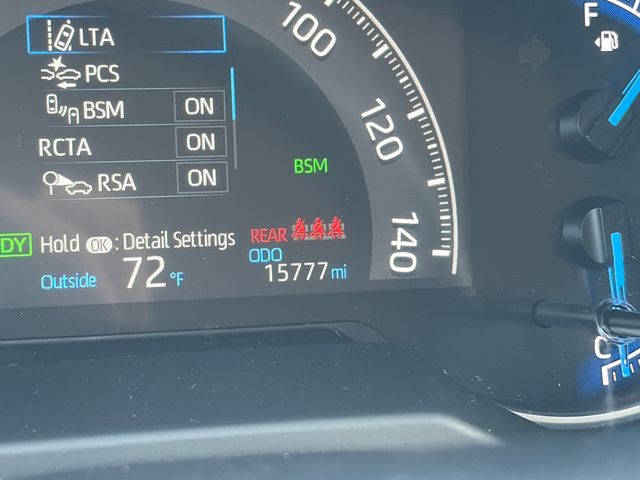 LTA
PCS
BSM ON
RCTA ON
RSA ON
BSM
DY Hold OK : Detail Settings
REAR
ODO
Outside 72 °F
15777 mi
100
120
140
F
C